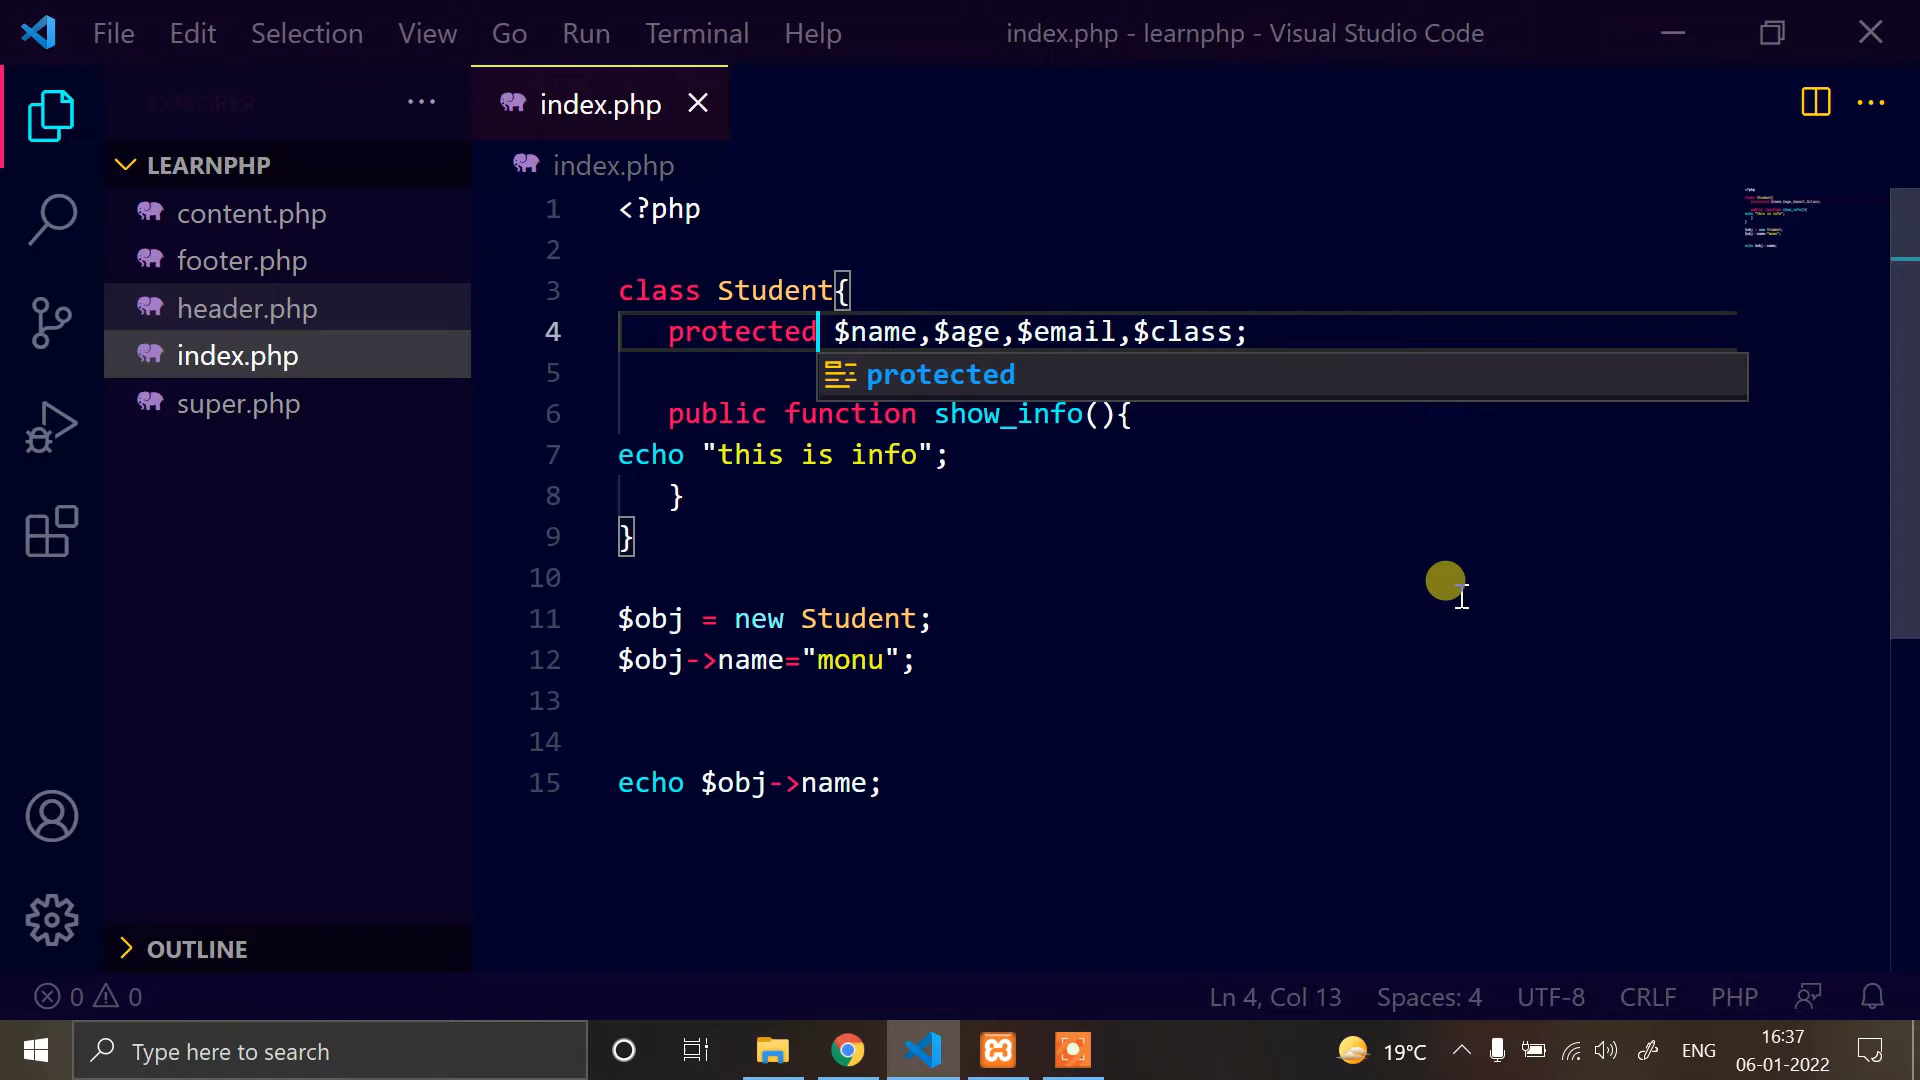 File Edit Selection View Go Run Terminal Help index.php - learnphp - Visual Studio Code
EXPLORER
index.php
LEARNPHP
index.php
content.php
footer.php
header.php
index.php
super.php
1 <?php
2
3 class Student{
4 protected $name,$age,$email,$class;
5 protected
6 public function show_info(){
7 echo "this is info";
8 }
9 }
10
11 $obj = new Student;
12 $obj->name="monu";
13
14
15 echo $obj->name;
OUTLINE
0 0 Ln 4, Col 13 Spaces: 4 UTF-8 CRLF PHP
Type here to search 19°C ENG 16:37
06-01-2022